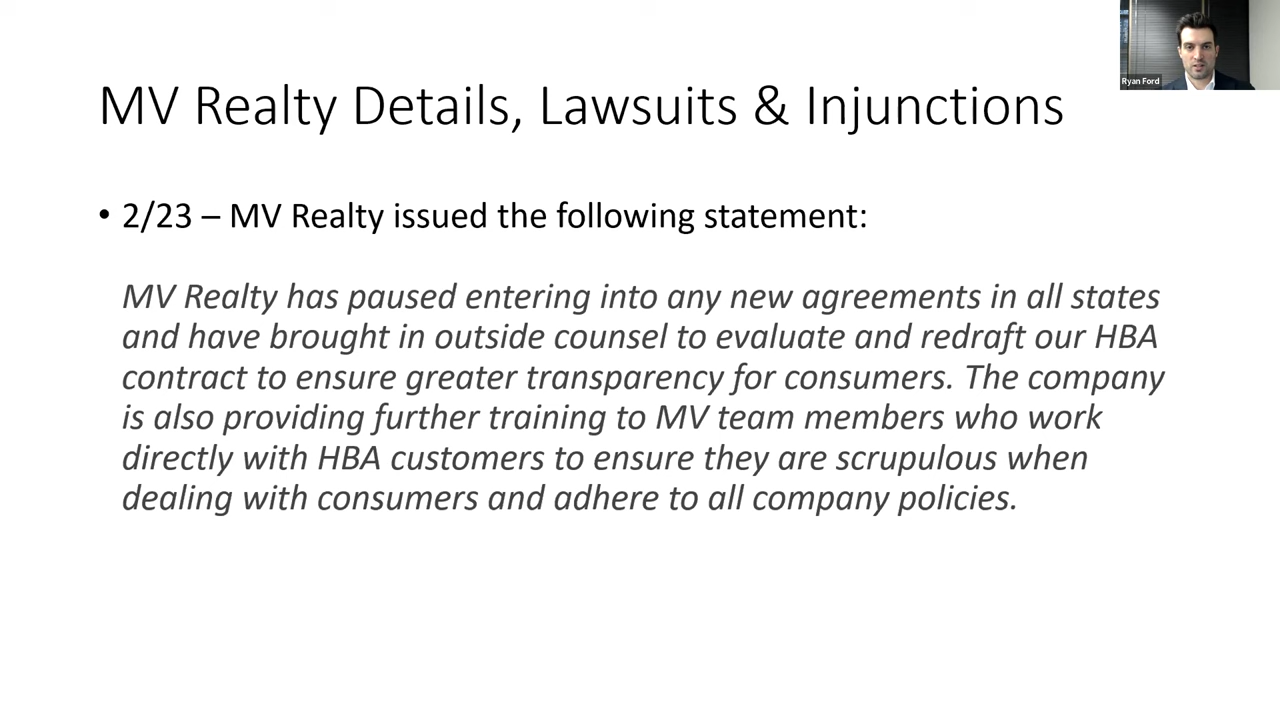 Ryan Ford
MV Realty Details, Lawsuits & Injunctions
• 2/23 – MV Realty issued the following statement:
MV Realty has paused entering into any new agreements in all states
and have brought in outside counsel to evaluate and redraft our HBA
contract to ensure greater transparency for consumers. The company
is also providing further training to MV team members who work
directly with HBA customers to ensure they are scrupulous when
dealing with consumers and adhere to all company policies.